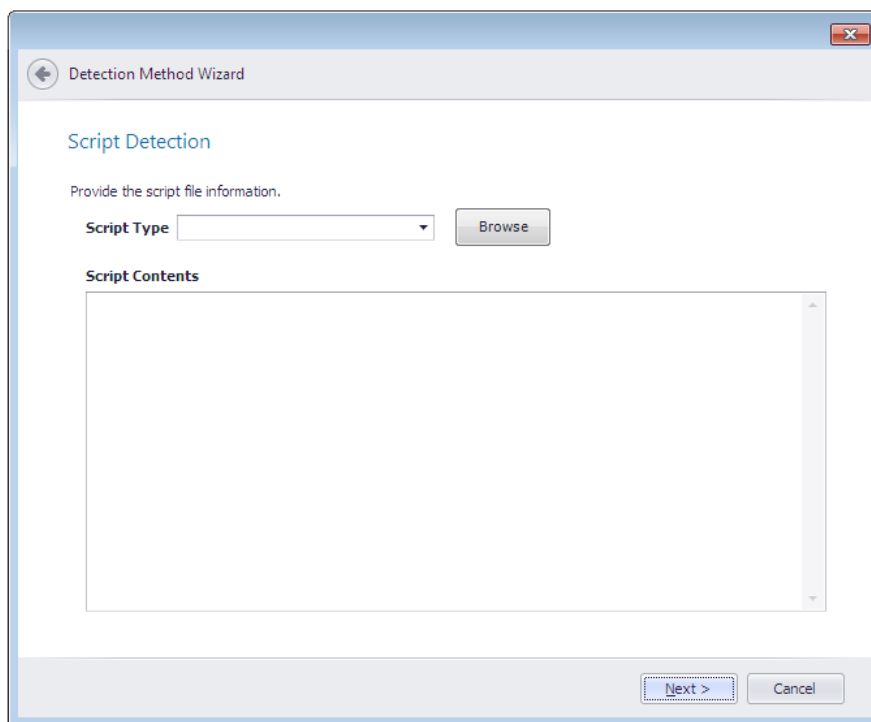 Detection Method Wizard
Script Detection
Provide the script file information.
Script Type
Browse
Script Contents
Next >
Cancel